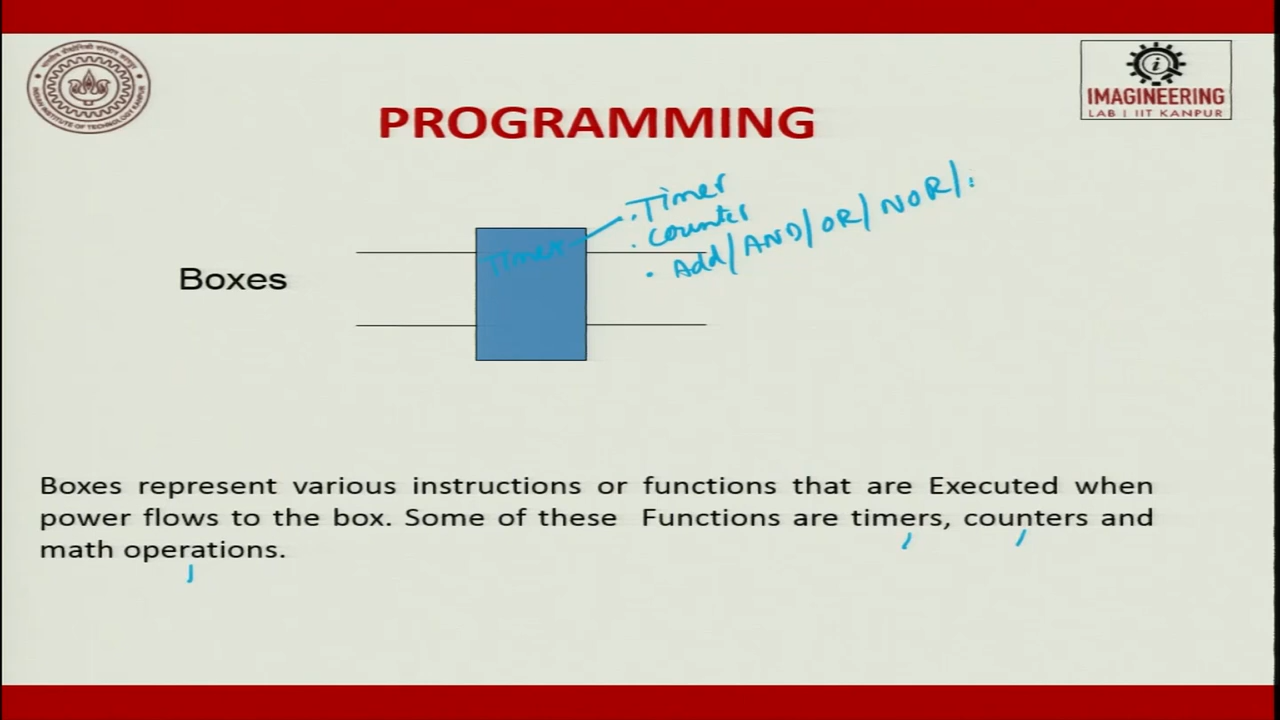 IMAGINEERING
LAB | IIT KANPUR
PROGRAMMING
. Timer
. Counter
. Add/AND/OR/NOR/:
Timer
Boxes
Boxes represent various instructions or functions that are Executed when
power flows to the box. Some of these Functions are timers, counters and
math operations.